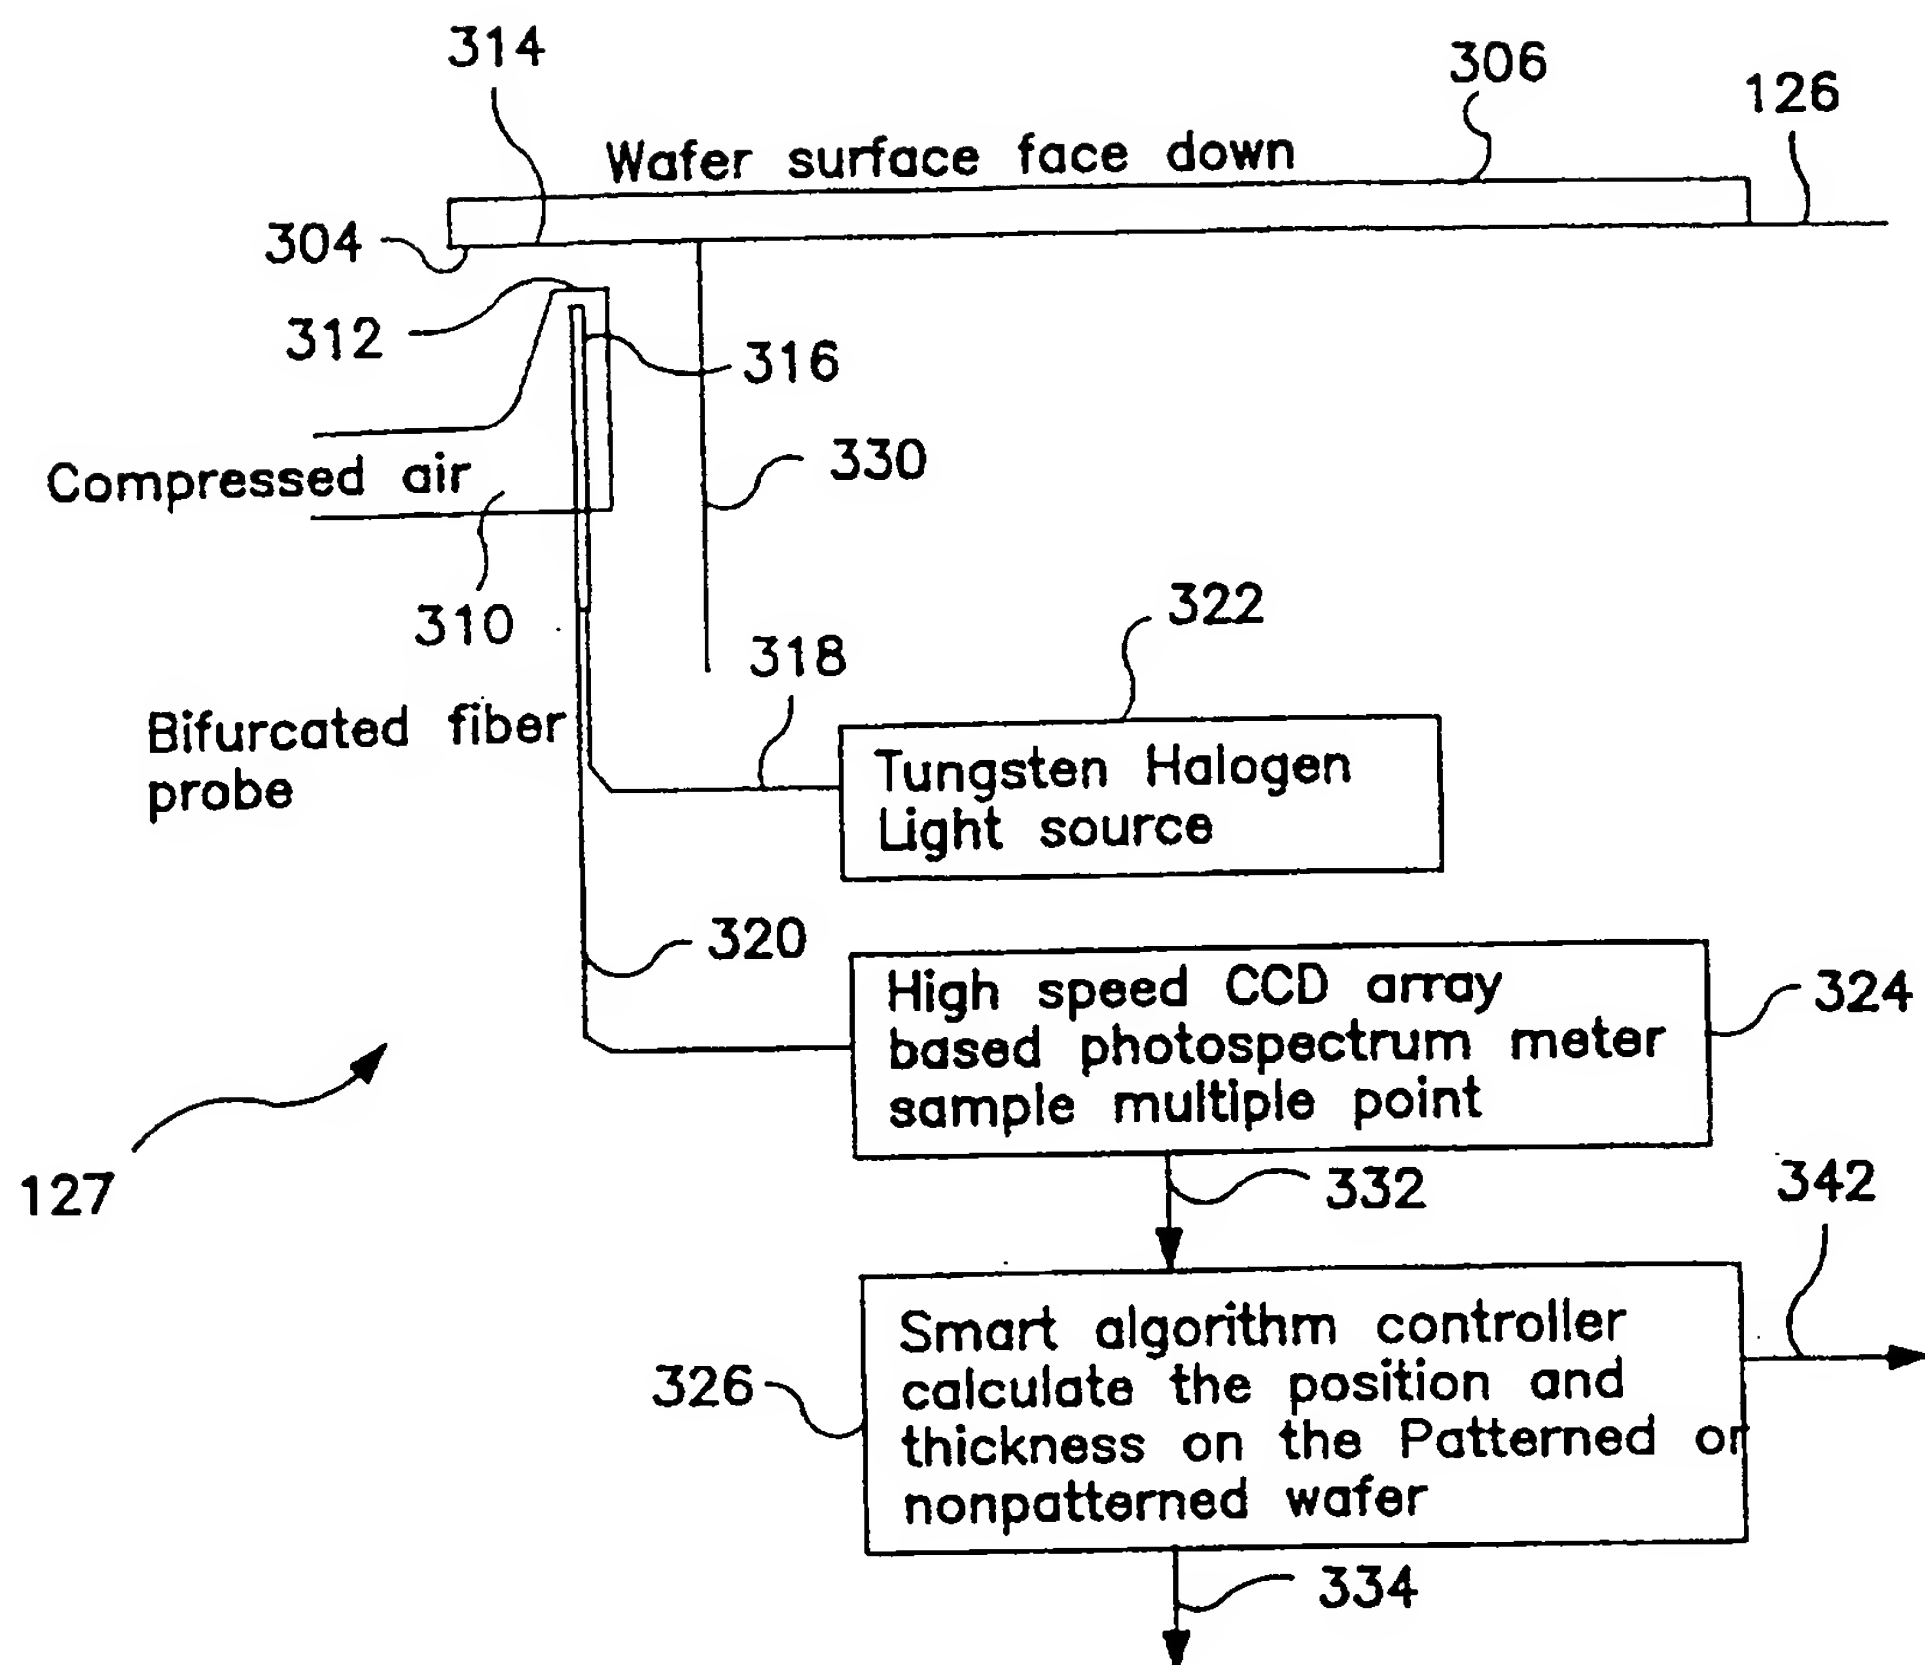 314
306
126
Wafer surface face down
304
312
316
330
Compressed air
310
322
318
Bifurcated fiber
probe
Tungsten Halogen
Light source
320
High speed CCD array
based photospectrum meter
sample multiple point
324
127
332
342
Smart algorithm controller
calculate the position and
thickness on the Patterned or
nonpatterned wafer
326
334